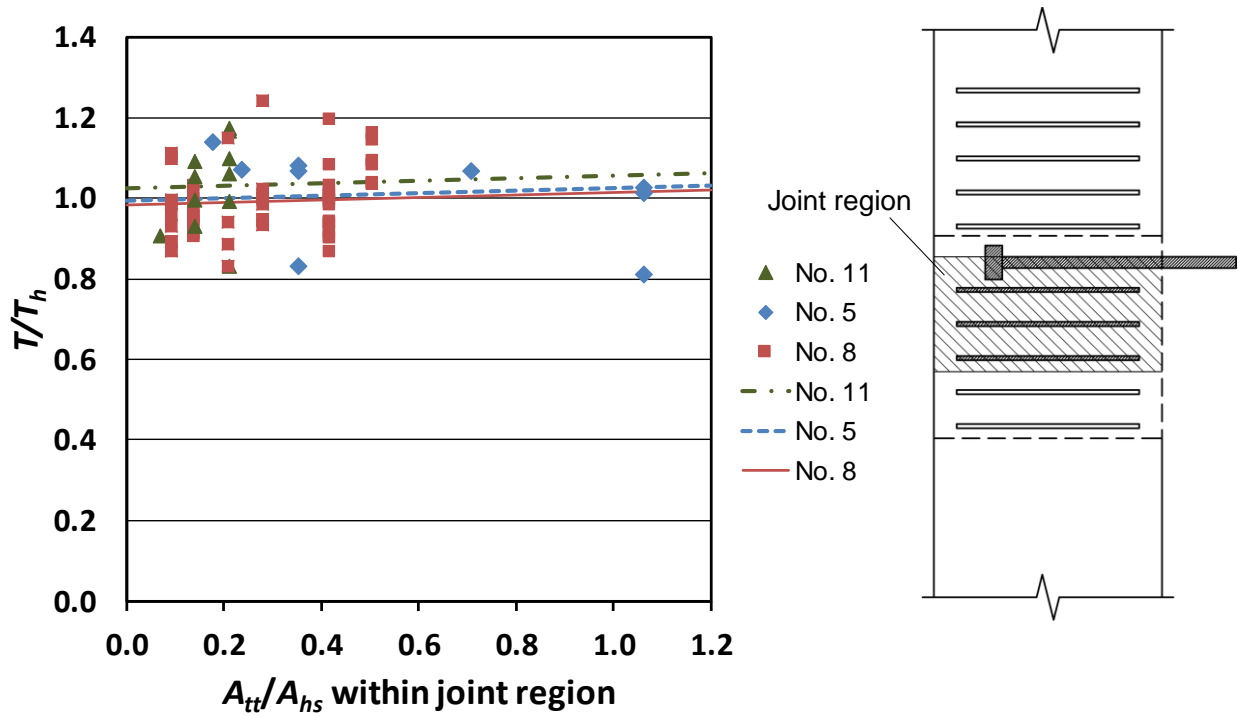 1.4
1.2
1.0
0.8
0.6
0.4
0.2
0.0
T/Th
0.0 0.2 0.4 0.6 0.8 1.0 1.2
Att/Ahs within joint region
No. 11
No. 5
No. 8
No. 11
No. 5
No. 8
Joint region